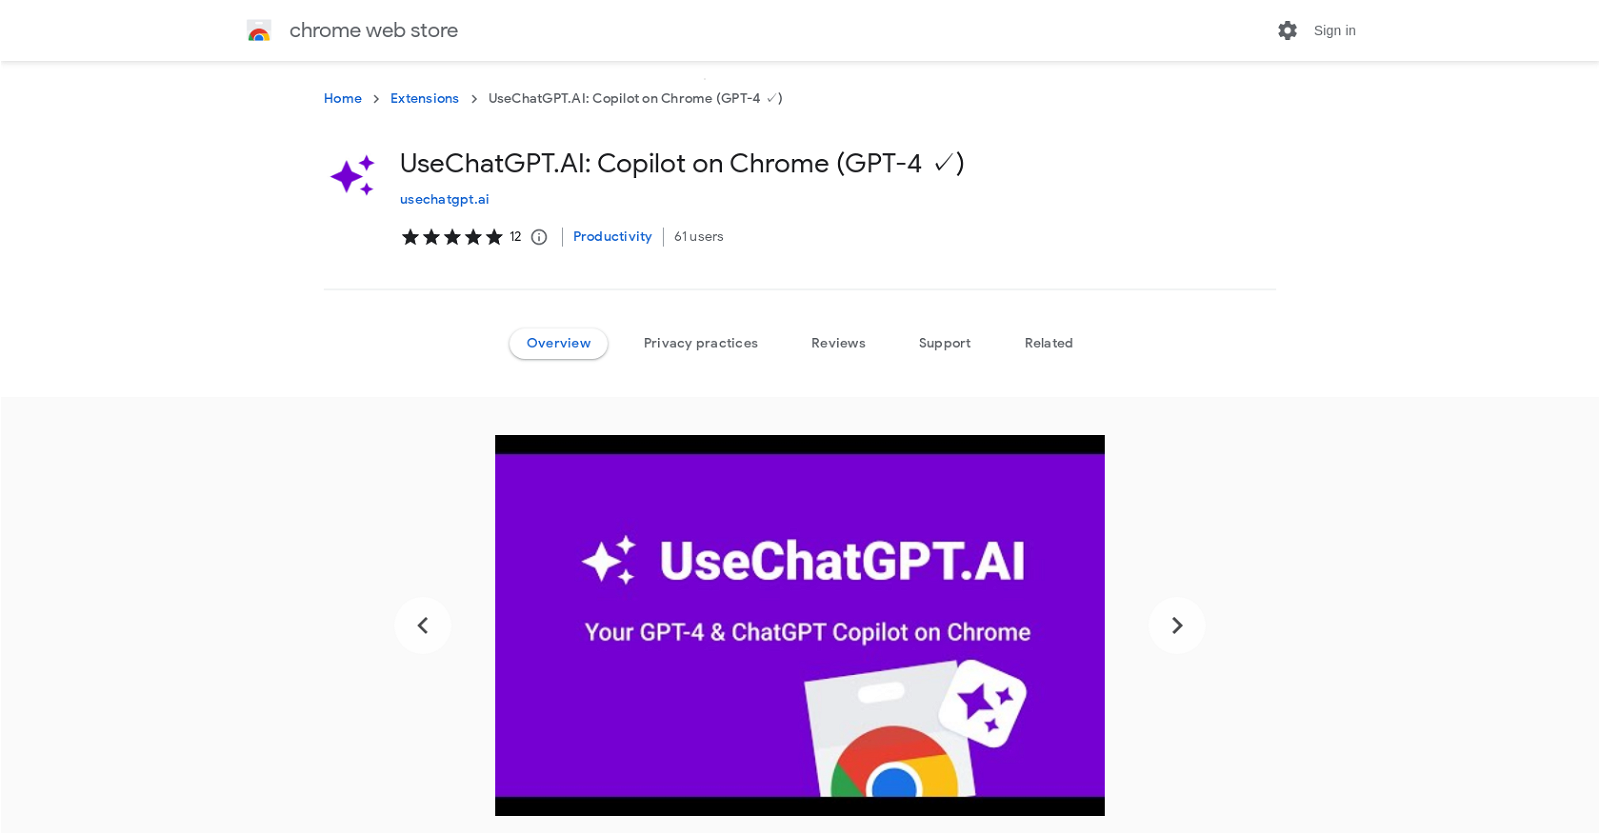 chrome web store
Sign in
Home > Extensions > UseChatGPT.AI: Copilot on Chrome (GPT-4 ✓)
UseChatGPT.AI: Copilot on Chrome (GPT-4 ✓)
usechatgpt.ai
12 Productivity 61 users
Overview Privacy practices Reviews Support Related
UseChatGPT.AI
Your GPT-4 & ChatGPT Copilot on Chrome